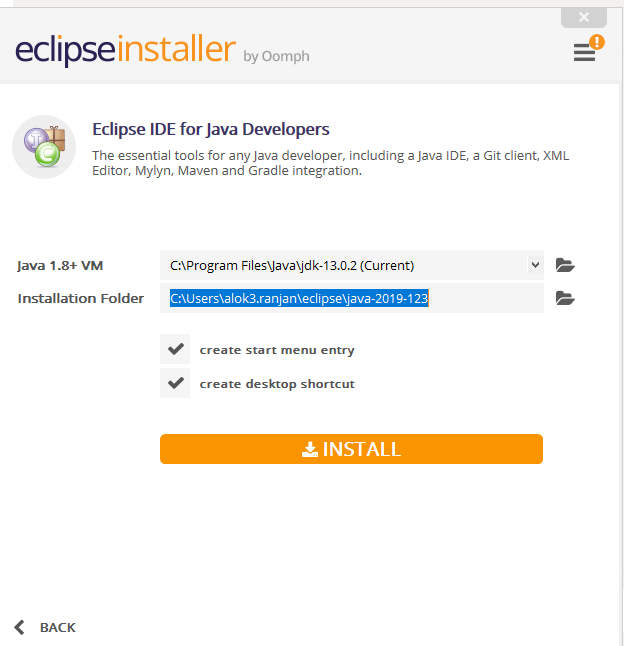 eclipseinstaller by Oomph
Eclipse IDE for Java Developers
The essential tools for any Java developer, including a Java IDE, a Git client, XML
Editor, Mylyn, Maven and Gradle integration.
Java 1.8+ VM C:\Program Files\Java\jdk-13.0.2 (Current)
Installation Folder C:\Users\alok3.ranjan\eclipse\java-2019-123
create start menu entry
create desktop shortcut
INSTALL
BACK